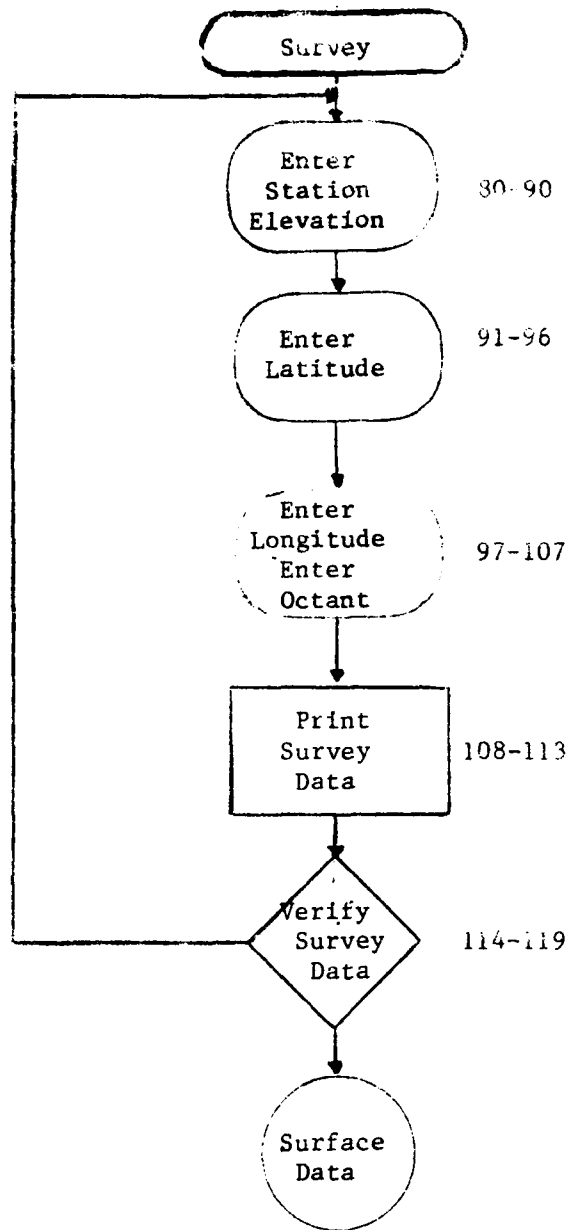 Survey
Enter
Station
Elevation
80-90
Enter
Latitude
91-96
Enter
Longitude
Enter
Octant
97-107
Print
Survey
Data
108-113
Verify
Survey
Data
114-119
Surface
Data